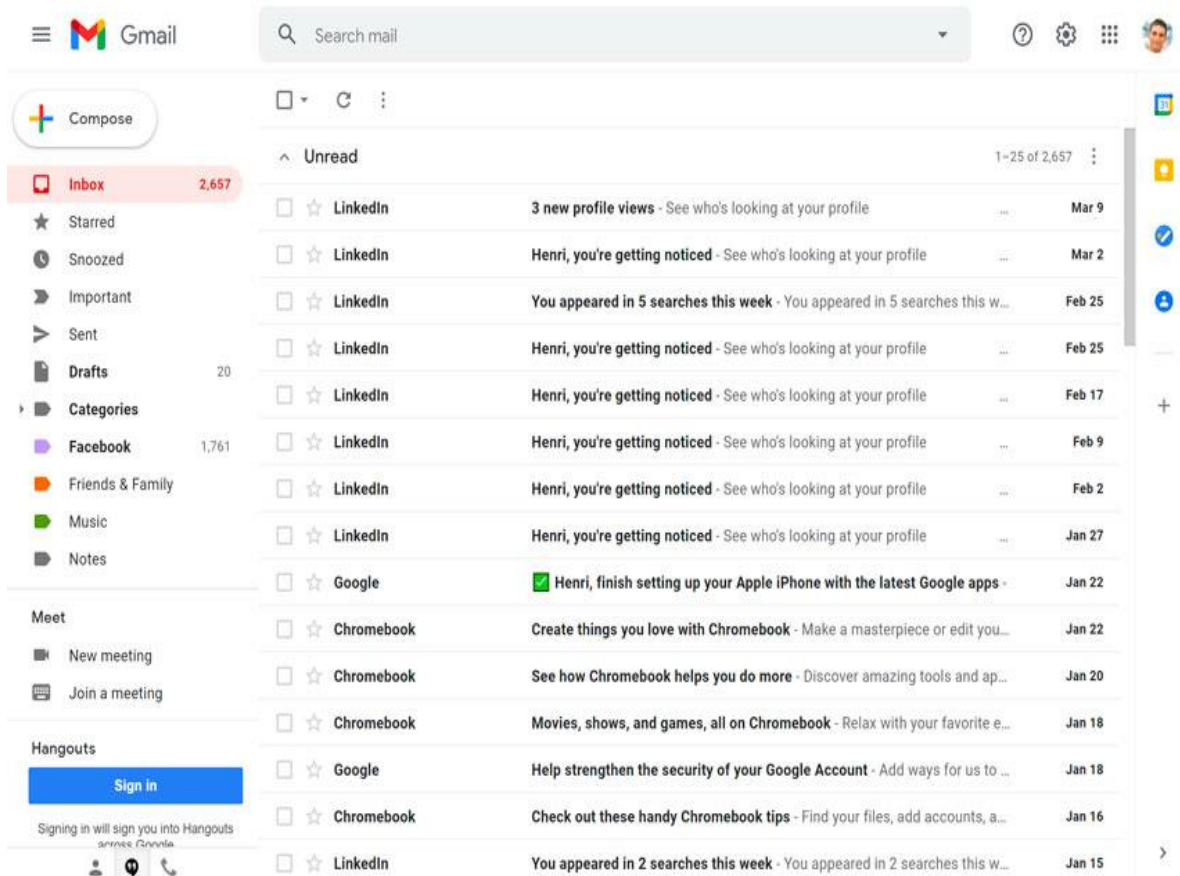 Gmail
Search mail
Compose
Inbox 2,657
Starred
Snoozed
Important
Sent
Drafts 20
Categories
Facebook 1,761
Friends & Family
Music
Notes
Meet
New meeting
Join a meeting
Hangouts
Sign in
Signing in will sign you into Hangouts
across Google
Unread 1-25 of 2,657
LinkedIn 3 new profile views - See who's looking at your profile ... Mar 9
LinkedIn Henri, you're getting noticed - See who's looking at your profile ... Mar 2
LinkedIn You appeared in 5 searches this week - You appeared in 5 searches this w... Feb 25
LinkedIn Henri, you're getting noticed - See who's looking at your profile ... Feb 25
LinkedIn Henri, you're getting noticed - See who's looking at your profile ... Feb 17
LinkedIn Henri, you're getting noticed - See who's looking at your profile ... Feb 9
LinkedIn Henri, you're getting noticed - See who's looking at your profile ... Feb 2
LinkedIn Henri, you're getting noticed - See who's looking at your profile ... Jan 27
Google ✅ Henri, finish setting up your Apple iPhone with the latest Google apps - Jan 22
Chromebook Create things you love with Chromebook - Make a masterpiece or edit you... Jan 22
Chromebook See how Chromebook helps you do more - Discover amazing tools and ap... Jan 20
Chromebook Movies, shows, and games, all on Chromebook - Relax with your favorite e... Jan 18
Google Help strengthen the security of your Google Account - Add ways for us to ... Jan 18
Chromebook Check out these handy Chromebook tips - Find your files, add accounts, a... Jan 16
LinkedIn You appeared in 2 searches this week - You appeared in 2 searches this w... Jan 15
31